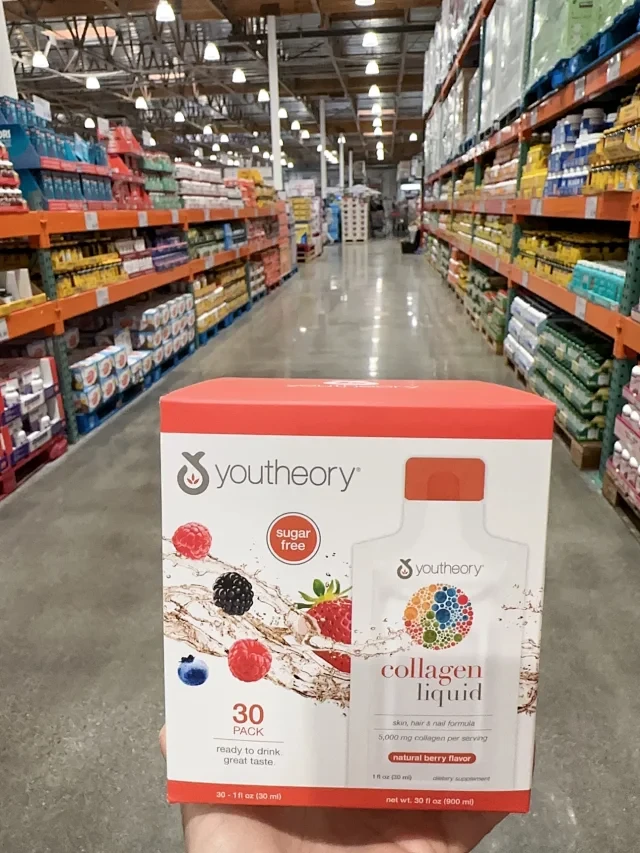 youtheory®
sugar
free
youtheory
collagen
liquid
skin, hair & nail formula
5,000 mg collagen per serving
natural berry flavor
1 fl oz (30 ml) dietary supplement
30
PACK
ready to drink
great taste.
30 - 1 fl oz (30 ml)
net wt. 30 fl oz (900 ml)